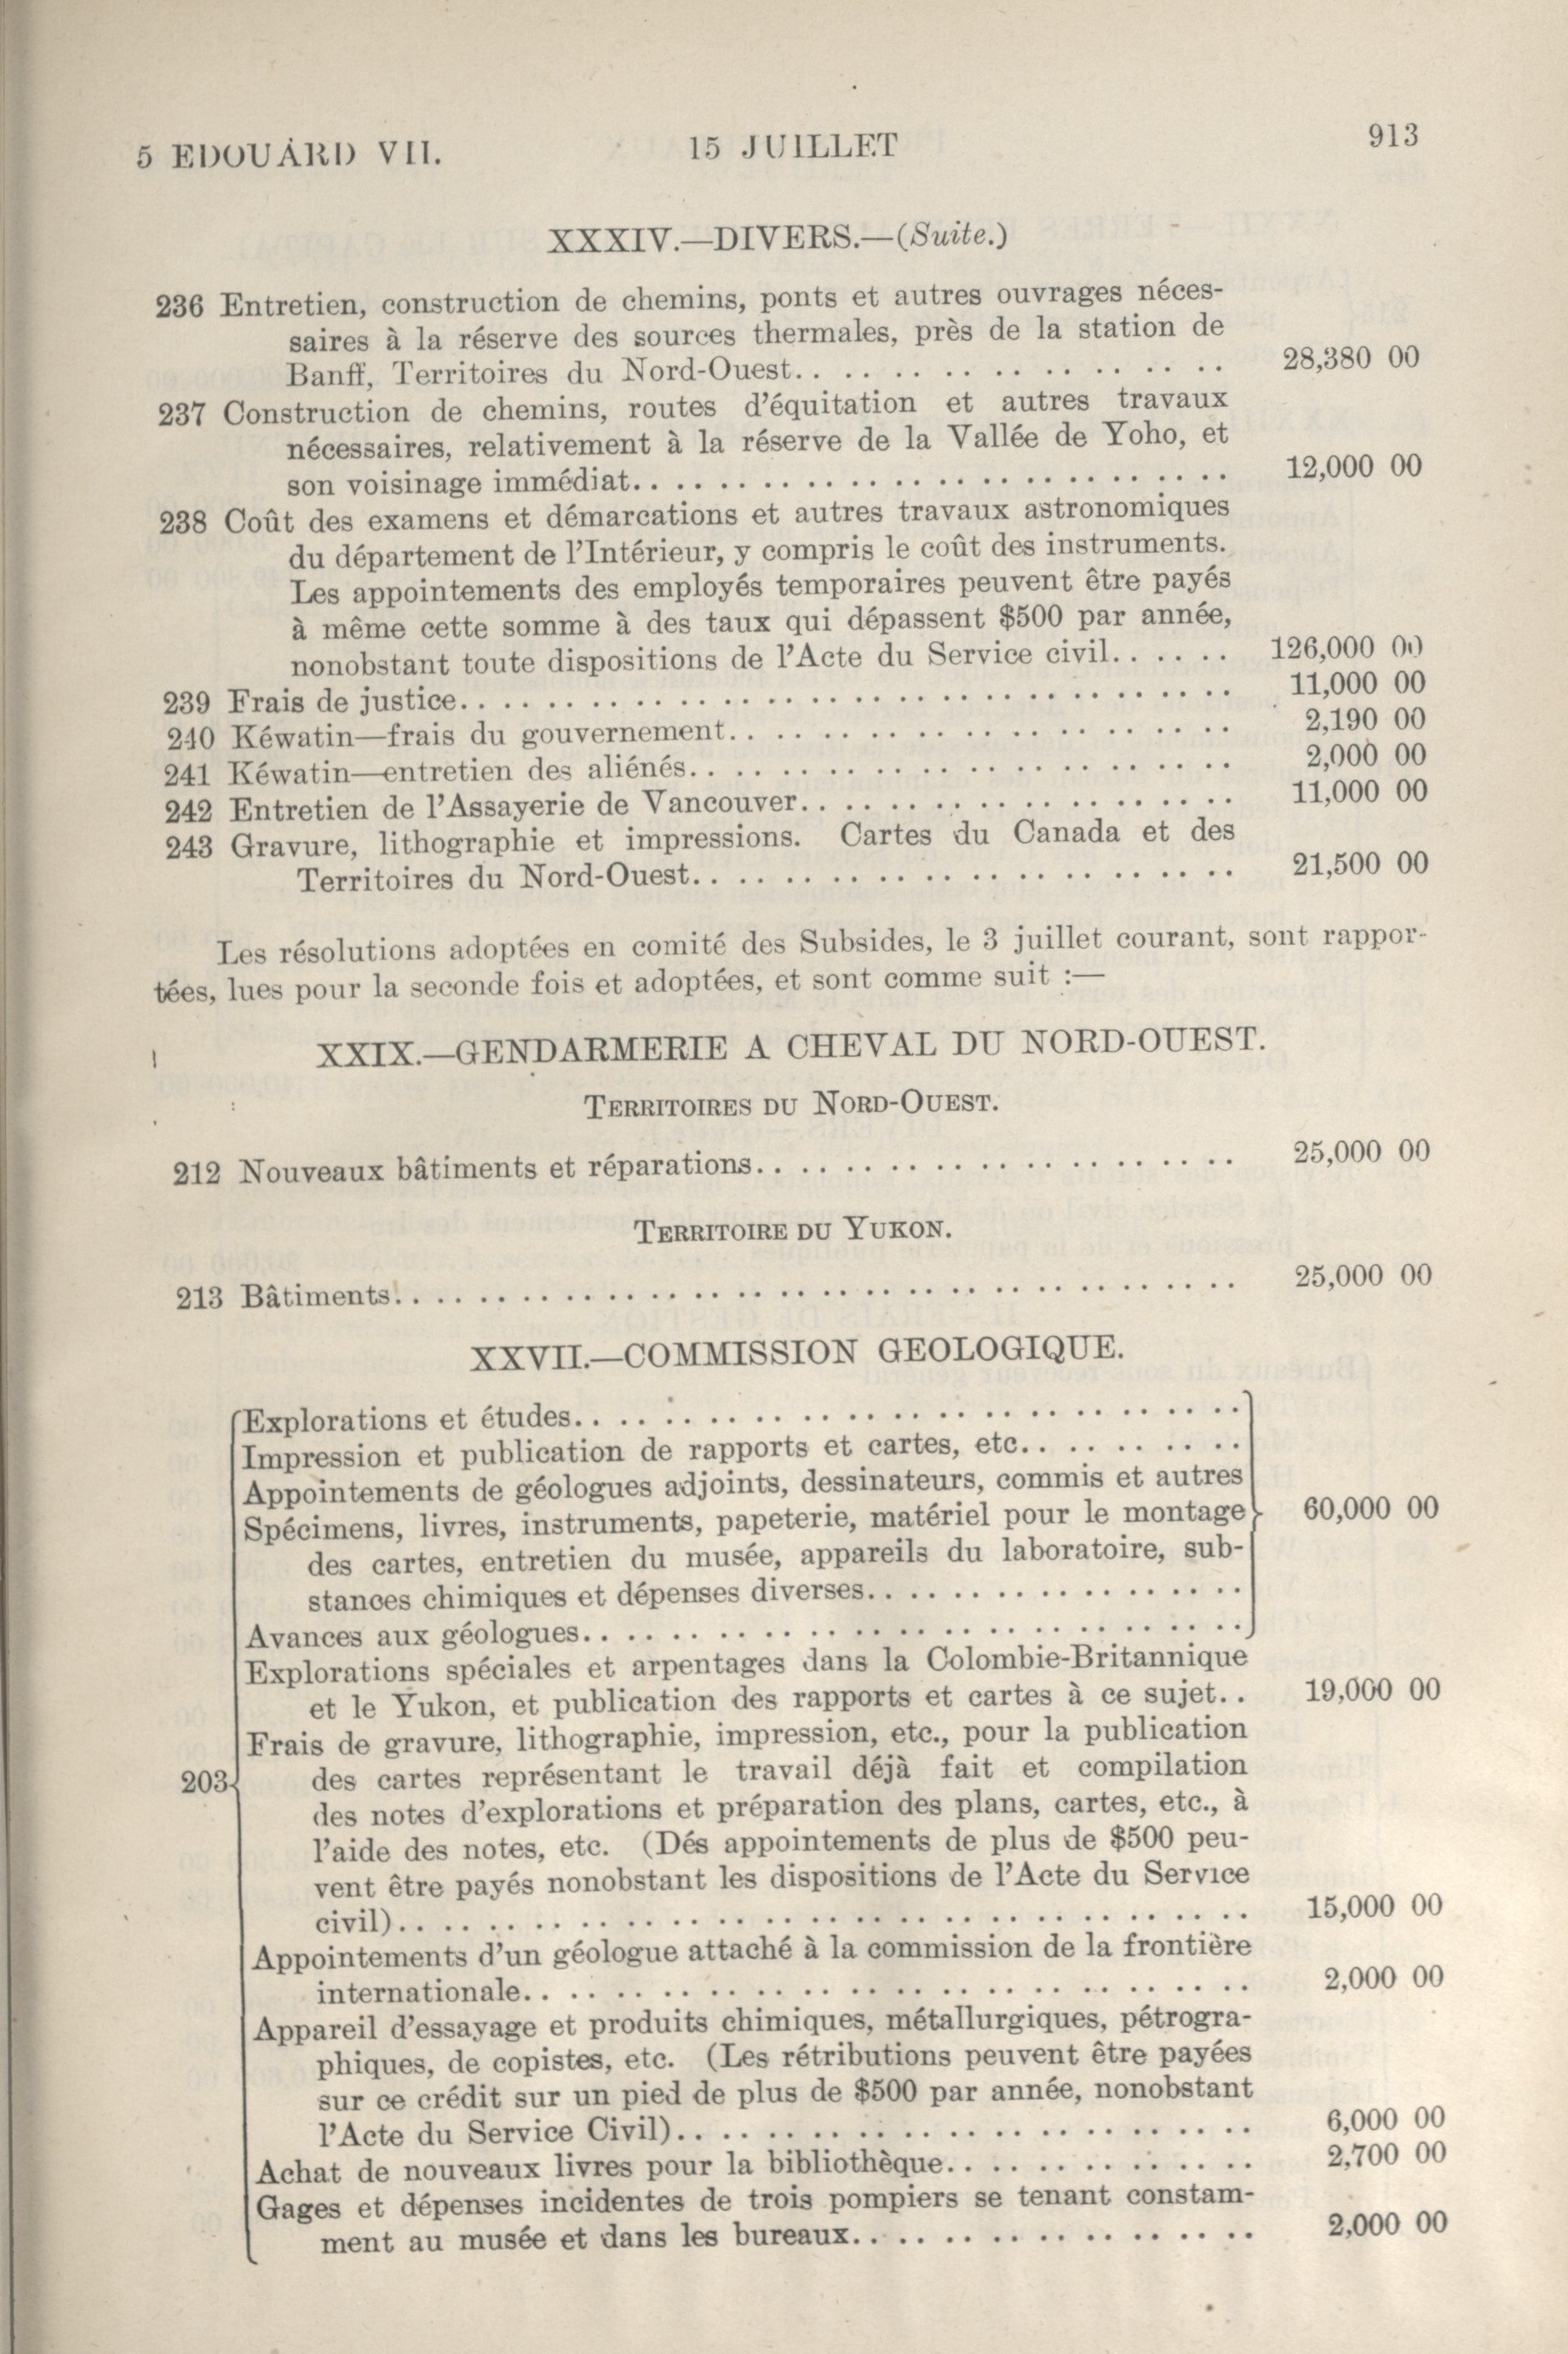 5 EDOUARD VII. 15 JUILLET 913
XXXIV.—DIVERS.—(Suite.)
236 Entretien, construction de chemins, ponts et autres ouvrages néces-
saires à la réserve des sources thermales, près de la station de
Banff, Territoires du Nord-Ouest. . . . . . . . . . . . . . . . . 28,380 00
237 Construction de chemins, routes d'équitation et autres travaux
nécessaires, relativement à la réserve de la Vallée de Yoho, et
son voisinage immédiat. . . . . . . . . . . . . . . . . . . . . . 12,000 00
238 Coût des examens et démarcations et autres travaux astronomiques
du département de l'Intérieur, y compris le coût des instruments.
Les appointements des employés temporaires peuvent être payés
à même cette somme à des taux qui dépassent $500 par année,
nonobstant toute dispositions de l'Acte du Service civil. . . . . . 126,000 00
239 Frais de justice. . . . . . . . . . . . . . . . . . . . . . . . . . 11,000 00
240 Kéwatin—frais du gouvernement. . . . . . . . . . . . . . . . . . 2,190 00
241 Kéwatin—entretien des aliénés. . . . . . . . . . . . . . . . . . . 2,000 00
242 Entretien de l'Assayerie de Vancouver. . . . . . . . . . . . . . . 11,000 00
243 Gravure, lithographie et impressions. Cartes du Canada et des
Territoires du Nord-Ouest. . . . . . . . . . . . . . . . . . . . 21,500 00
Les résolutions adoptées en comité des Subsides, le 3 juillet courant, sont rappor-
tées, lues pour la seconde fois et adoptées, et sont comme suit :—
XXIX.—GENDARMERIE A CHEVAL DU NORD-OUEST.
TERRITOIRES DU NORD-OUEST.
212 Nouveaux bâtiments et réparations. . . . . . . . . . . . . . . . . 25,000 00
TERRITOIRE DU YUKON.
213 Bâtiments. . . . . . . . . . . . . . . . . . . . . . . . . . . . . 25,000 00
XXVII.—COMMISSION GEOLOGIQUE.
Explorations et études. . . . . . . . . . . . . . . . . . . . . . .
Impression et publication de rapports et cartes, etc. . . . . . . . .
Appointements de géologues adjoints, dessinateurs, commis et autres
Spécimens, livres, instruments, papeterie, matériel pour le montage 60,000 00
des cartes, entretien du musée, appareils du laboratoire, sub-
stances chimiques et dépenses diverses. . . . . . . . . . . . . .
Avances aux géologues. . . . . . . . . . . . . . . . . . . . . . .
Explorations spéciales et arpentages dans la Colombie-Britannique
et le Yukon, et publication des rapports et cartes à ce sujet. . 19,000 00
Frais de gravure, lithographie, impression, etc., pour la publication
203 des cartes représentant le travail déjà fait et compilation
des notes d'explorations et préparation des plans, cartes, etc., à
l'aide des notes, etc. (Dés appointements de plus de $500 peu-
vent être payés nonobstant les dispositions de l'Acte du Service
civil). . . . . . . . . . . . . . . . . . . . . . . . . . . . . 15,000 00
Appointements d'un géologue attaché à la commission de la frontière
internationale. . . . . . . . . . . . . . . . . . . . . . . . . 2,000 00
Appareil d'essayage et produits chimiques, métallurgiques, pétrogra-
phiques, de copistes, etc. (Les rétributions peuvent être payées
sur ce crédit sur un pied de plus de $500 par année, nonobstant
l'Acte du Service Civil). . . . . . . . . . . . . . . . . . . . 6,000 00
Achat de nouveaux livres pour la bibliothèque. . . . . . . . . . . 2,700 00
Gages et dépenses incidentes de trois pompiers se tenant constam-
ment au musée et dans les bureaux. . . . . . . . . . . . . . . 2,000 00